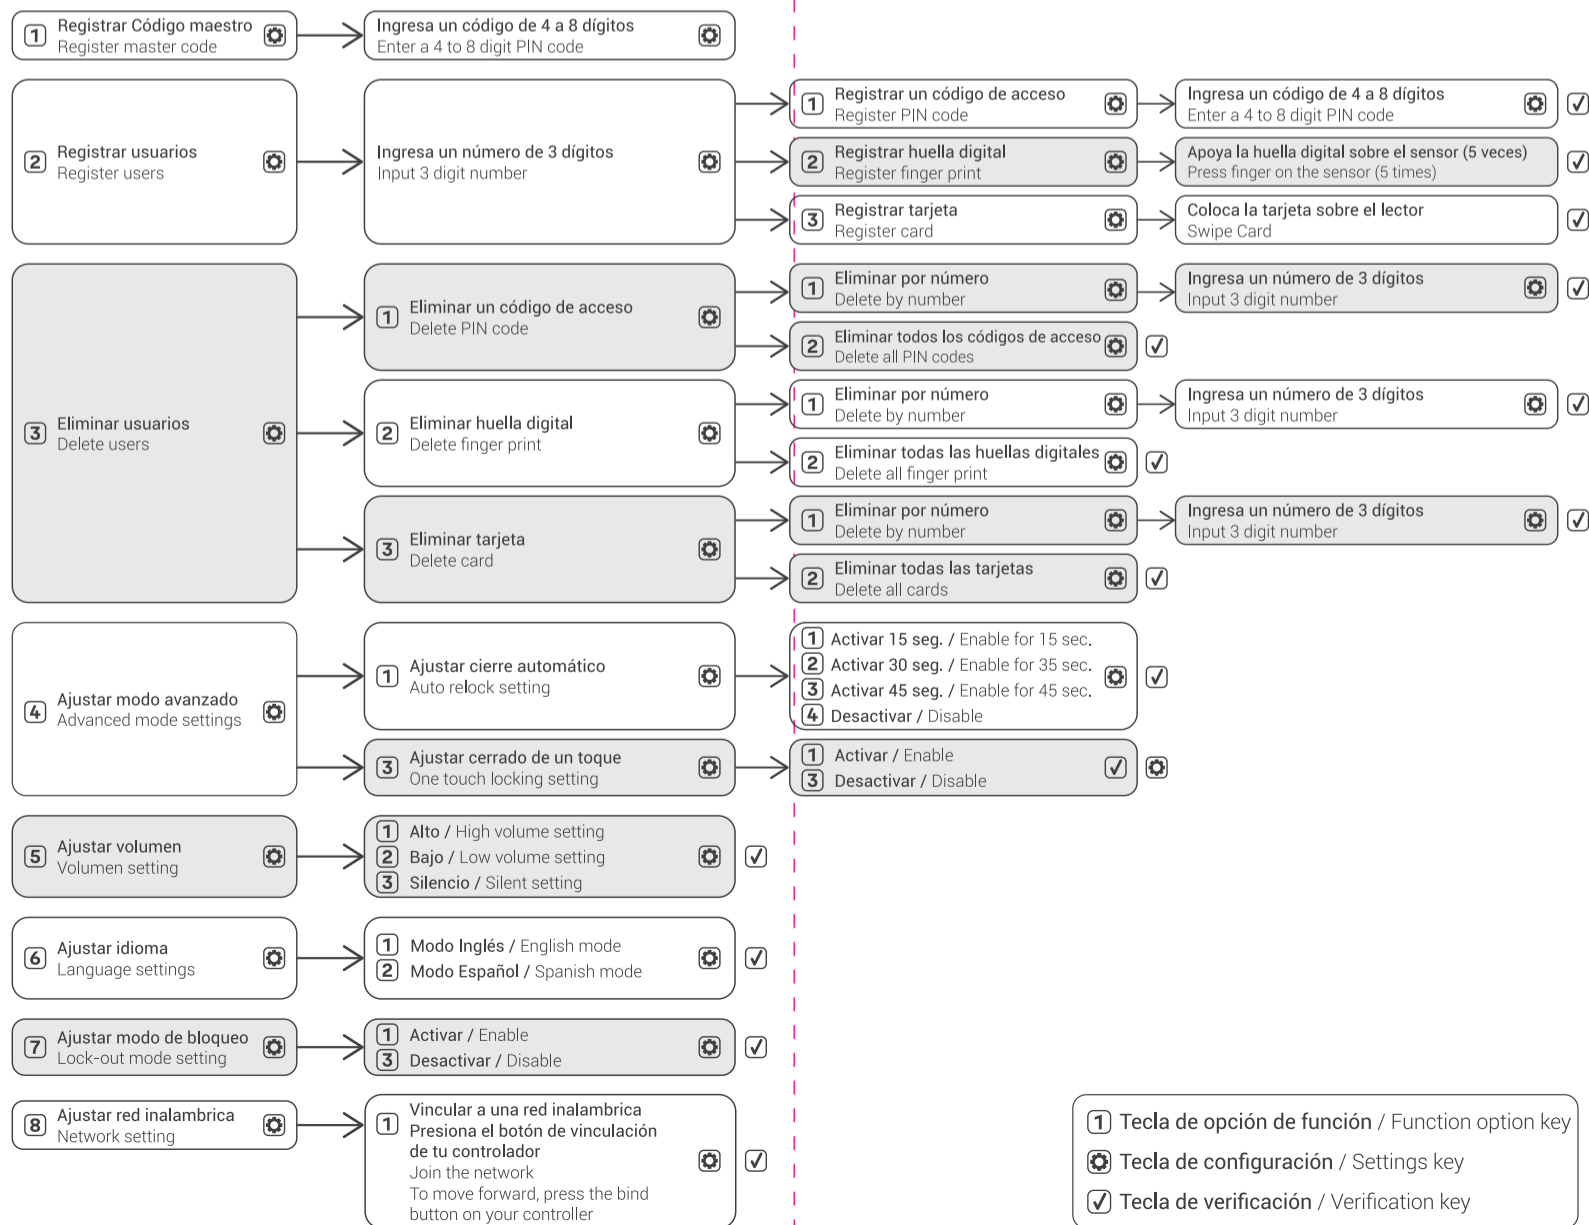 1 Registrar Código maestro
Register master code
Ingresa un código de 4 a 8 dígitos
Enter a 4 to 8 digit PIN code
2 Registrar usuarios
Register users
Ingresa un número de 3 dígitos
Input 3 digit number
1 Registrar un código de acceso
Register PIN code
Ingresa un código de 4 a 8 dígitos
Enter a 4 to 8 digit PIN code
2 Registrar huella digital
Register finger print
Apoya la huella digital sobre el sensor (5 veces)
Press finger on the sensor (5 times)
3 Registrar tarjeta
Register card
Coloca la tarjeta sobre el lector
Swipe Card
3 Eliminar usuarios
Delete users
1 Eliminar un código de acceso
Delete PIN code
1 Eliminar por número
Delete by number
Ingresa un número de 3 dígitos
Input 3 digit number
2 Eliminar todos los códigos de acceso
Delete all PIN codes
2 Eliminar huella digital
Delete finger print
1 Eliminar por número
Delete by number
Ingresa un número de 3 dígitos
Input 3 digit number
2 Eliminar todas las huellas digitales
Delete all finger print
3 Eliminar tarjeta
Delete card
1 Eliminar por número
Delete by number
Ingresa un número de 3 dígitos
Input 3 digit number
2 Eliminar todas las tarjetas
Delete all cards
4 Ajustar modo avanzado
Advanced mode settings
1 Ajustar cierre automático
Auto relock setting
1 Activar 15 seg. / Enable for 15 sec.
2 Activar 30 seg. / Enable for 35 sec.
3 Activar 45 seg. / Enable for 45 sec.
4 Desactivar / Disable
3 Ajustar cerrado de un toque
One touch locking setting
1 Activar / Enable
3 Desactivar / Disable
5 Ajustar volumen
Volumen setting
1 Alto / High volume setting
2 Bajo / Low volume setting
3 Silencio / Silent setting
6 Ajustar idioma
Language settings
1 Modo Inglés / English mode
2 Modo Español / Spanish mode
7 Ajustar modo de bloqueo
Lock-out mode setting
1 Activar / Enable
3 Desactivar / Disable
8 Ajustar red inalambrica
Network setting
1 Vincular a una red inalambrica
Presiona el botón de vinculación
de tu controlador
Join the network
To move forward, press the bind
button on your controller
1 Tecla de opción de función / Function option key
Tecla de configuración / Settings key
Tecla de verificación / Verification key